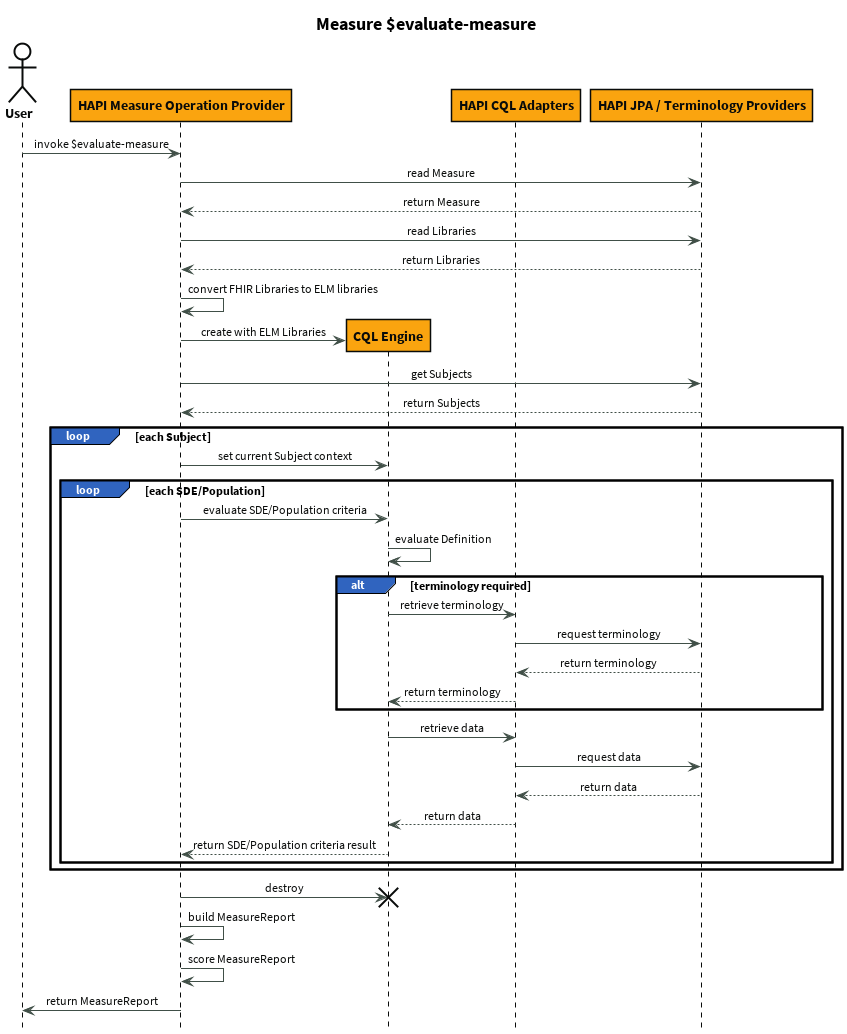 Measure $evaluate-measure
User
HAPI Measure Operation Provider
HAPI CQL Adapters
HAPI JPA / Terminology Providers
invoke $evaluate-measure
read Measure
return Measure
read Libraries
return Libraries
convert FHIR Libraries to ELM libraries
create with ELM Libraries
CQL Engine
get Subjects
return Subjects
loop [each Subject]
set current Subject context
loop [each SDE/Population]
evaluate SDE/Population criteria
evaluate Definition
alt [terminology required]
retrieve terminology
request terminology
return terminology
return terminology
retrieve data
request data
return data
return data
return SDE/Population criteria result
destroy
build MeasureReport
score MeasureReport
return MeasureReport